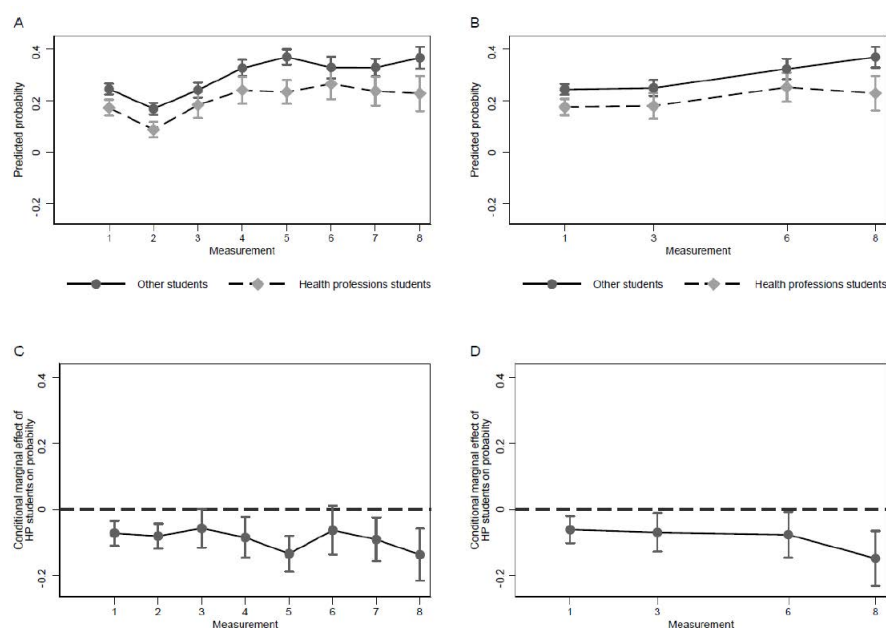 A
Predicted probability
0.4
0.2
0
-0.2
1 2 3 4 5 6 7 8
Measurement
Other students Health professions students
B
Predicted probability
0.4
0.2
0
-0.2
1 3 6 8
Measurement
Other students Health professions students
C
Conditional marginal effect of
HP students on probability
0.4
0.2
0
-0.2
1 2 3 4 5 6 7 8
Measurement
D
Conditional marginal effect of
HP students on probability
0.4
0.2
0
-0.2
1 3 6 8
Measurement